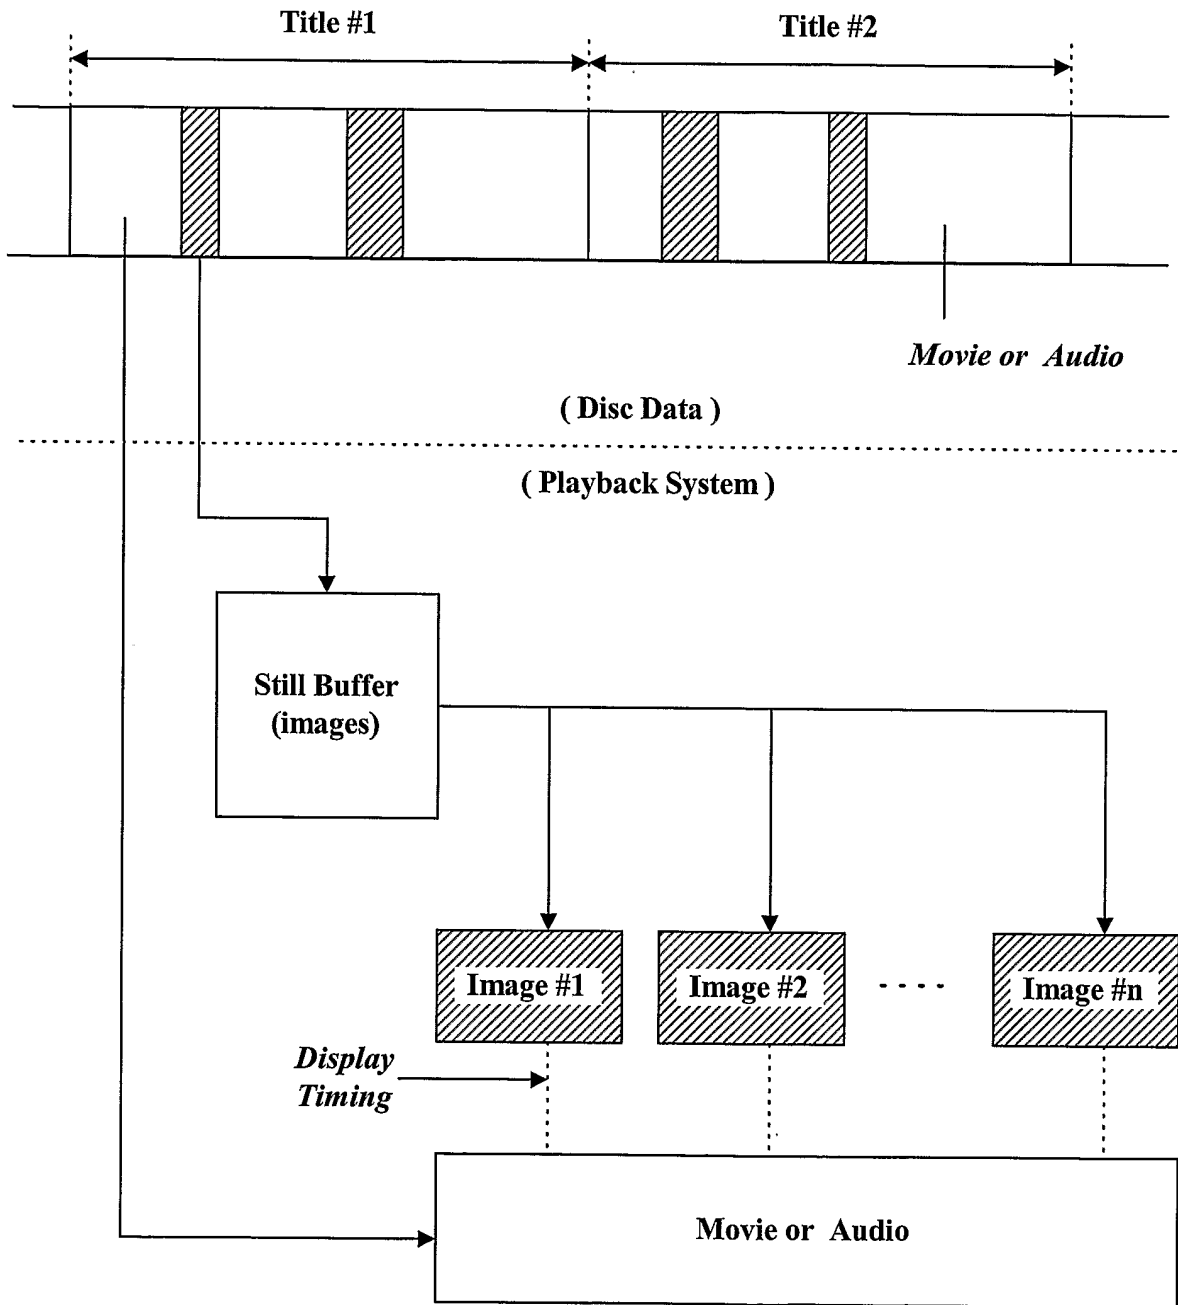 Title #1
Title #2
Movie or Audio
( Disc Data )
( Playback System )
Still Buffer
(images)
Image #1
Image #2
Image #n
Display
Timing
Movie or Audio